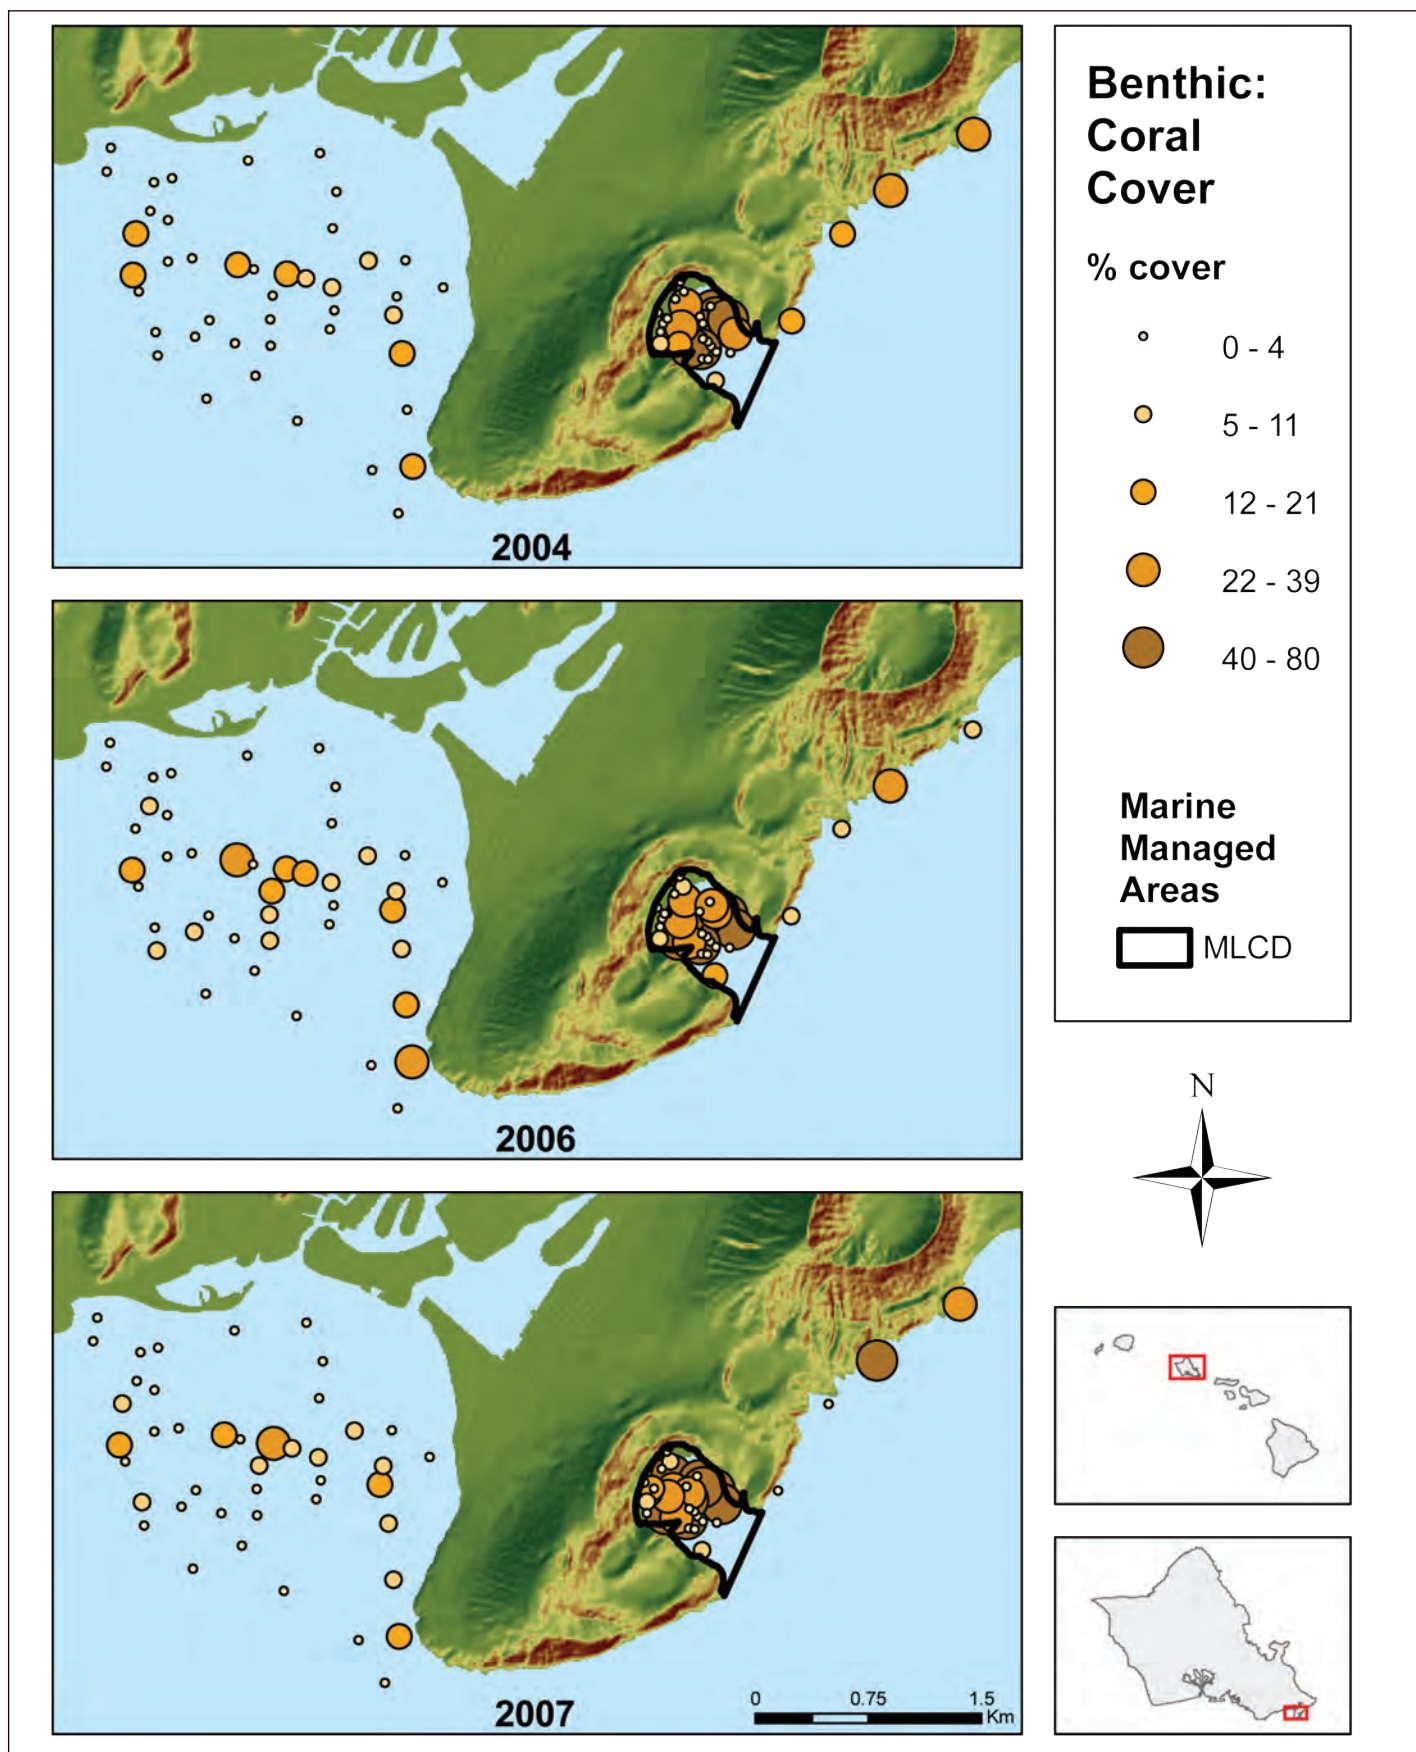 2004
2006
2007
0 0.75 1.5
Km
Benthic:
Coral
Cover
% cover
0 - 4
5 - 11
12 - 21
22 - 39
40 - 80
Marine
Managed
Areas
MLCD
N